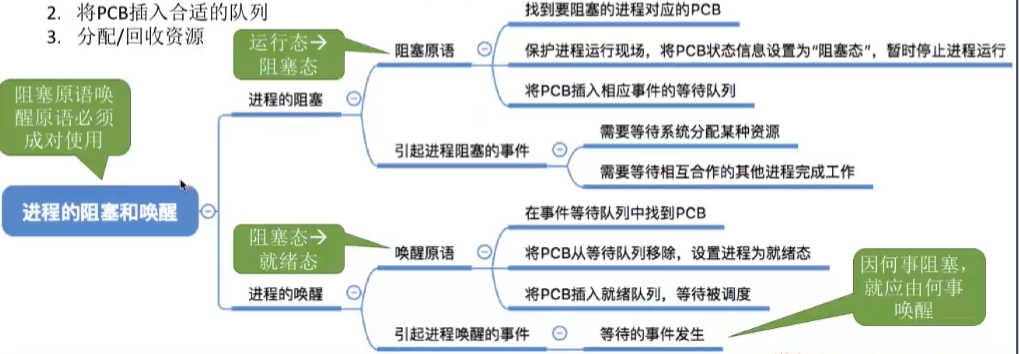 2. 将PCB插入合适的队列
3. 分配/回收资源
找到要阻塞的进程对应的PCB
运行态→
阻塞态
阻塞原语
保护进程运行现场，将PCB状态信息设置为“阻塞态”，暂时停止进程运行
将PCB插入相应事件的等待队列
进程的阻塞
阻塞原语唤
醒原语必须
成对使用
引起进程阻塞的事件
需要等待系统分配某种资源
需要等待相互合作的其他进程完成工作
进程的阻塞和唤醒
在事件等待队列中找到PCB
阻塞态→
就绪态
唤醒原语
将PCB从等待队列移除，设置进程为就绪态
将PCB插入就绪队列，等待被调度
进程的唤醒
因何事阻塞，
就应由何事
唤醒
引起进程唤醒的事件
等待的事件发生